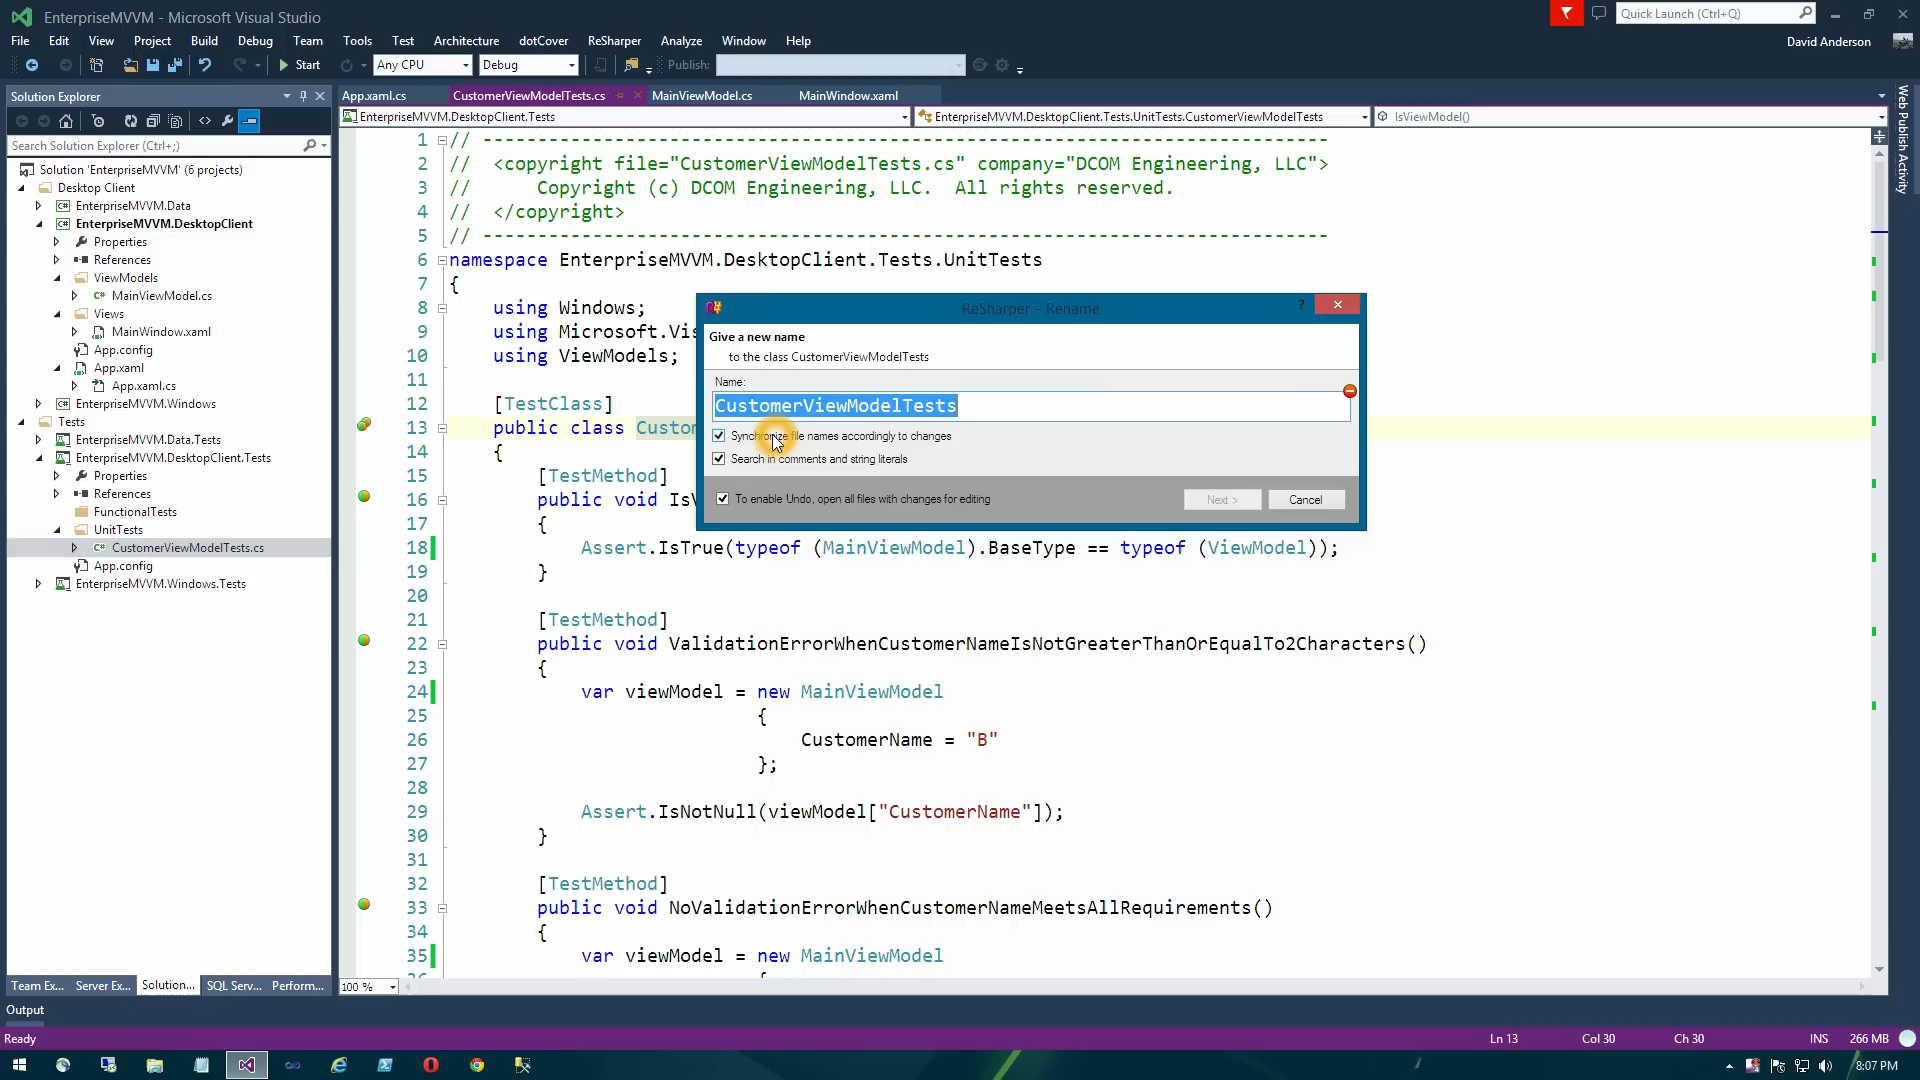 EnterpriseMVVM - Microsoft Visual Studio
Quick Launch (Ctrl+Q)
File Edit View Project Build Debug Team Tools Test Architecture dotCover ReSharper Analyze Window Help
David Anderson
Start Any CPU Debug Publish:
Solution Explorer
App.xaml.cs CustomerViewModelTests.cs MainViewModel.cs MainWindow.xaml
EnterpriseMVVM.DesktopClient.Tests EnterpriseMVVM.DesktopClient.Tests.UnitTests.CustomerViewModelTests IsViewModel()
Search Solution Explorer (Ctrl+;)
Solution 'EnterpriseMVVM' (6 projects)
Desktop Client
EnterpriseMVVM.Data
EnterpriseMVVM.DesktopClient
Properties
References
ViewModels
MainViewModel.cs
Views
MainWindow.xaml
App.config
App.xaml
App.xaml.cs
EnterpriseMVVM.Windows
Tests
EnterpriseMVVM.Data.Tests
EnterpriseMVVM.DesktopClient.Tests
Properties
References
FunctionalTests
UnitTests
CustomerViewModelTests.cs
App.config
EnterpriseMVVM.Windows.Tests
Team Ex... Server Ex... Solution... SQL Serv... Perform...
1 // -----------------------------------------------------------------------------
2 // <copyright file="CustomerViewModelTests.cs" company="DCOM Engineering, LLC">
3 //     Copyright (c) DCOM Engineering, LLC.  All rights reserved.
4 // </copyright>
5 // -----------------------------------------------------------------------------
6 namespace EnterpriseMVVM.DesktopClient.Tests.UnitTests
7 {
8 using Windows;
9 using Microsoft.Vis
10 using ViewModels;
11
12 [TestClass]
13 public class Custo
14 {
15 [TestMethod]
16 public void IsV
17 {
18 Assert.IsTrue(typeof (MainViewModel).BaseType == typeof (ViewModel));
19 }
20
21 [TestMethod]
22 public void ValidationErrorWhenCustomerNameIsNotGreaterThanOrEqualTo2Characters()
23 {
24 var viewModel = new MainViewModel
25 {
26 CustomerName = "B"
27 };
28
29 Assert.IsNotNull(viewModel["CustomerName"]);
30 }
31
32 [TestMethod]
33 public void NoValidationErrorWhenCustomerNameMeetsAllRequirements()
34 {
35 var viewModel = new MainViewModel
ReSharper – Rename
?
Give a new name
to the class CustomerViewModelTests
Name:
CustomerViewModelTests
Synchronize file names accordingly to changes
Search in comments and string literals
To enable Undo, open all files with changes for editing
Next > Cancel
Web Publish Activity
100 %
Output
Ready Ln 13 Col 30 Ch 30 INS 266 MB
8:07 PM